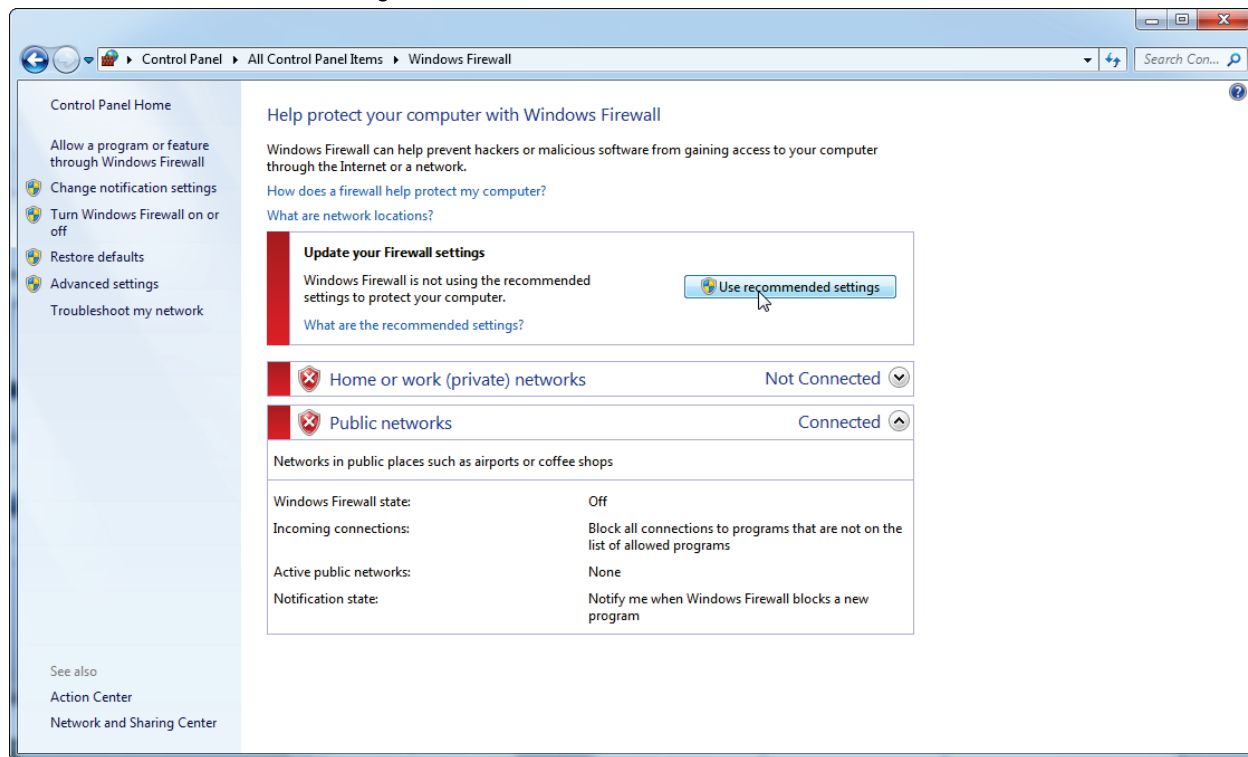 Control Panel All Control Panel Items Windows Firewall
Search Con...
Control Panel Home
Allow a program or feature
through Windows Firewall
Change notification settings
Turn Windows Firewall on or
off
Restore defaults
Advanced settings
Troubleshoot my network
See also
Action Center
Network and Sharing Center
Help protect your computer with Windows Firewall
Windows Firewall can help prevent hackers or malicious software from gaining access to your computer
through the Internet or a network.
How does a firewall help protect my computer?
What are network locations?
Update your Firewall settings
Windows Firewall is not using the recommended
settings to protect your computer.
Use recommended settings
What are the recommended settings?
Home or work (private) networks Not Connected
Public networks Connected
Networks in public places such as airports or coffee shops
Windows Firewall state: Off
Incoming connections: Block all connections to programs that are not on the
list of allowed programs
Active public networks: None
Notification state: Notify me when Windows Firewall blocks a new
program